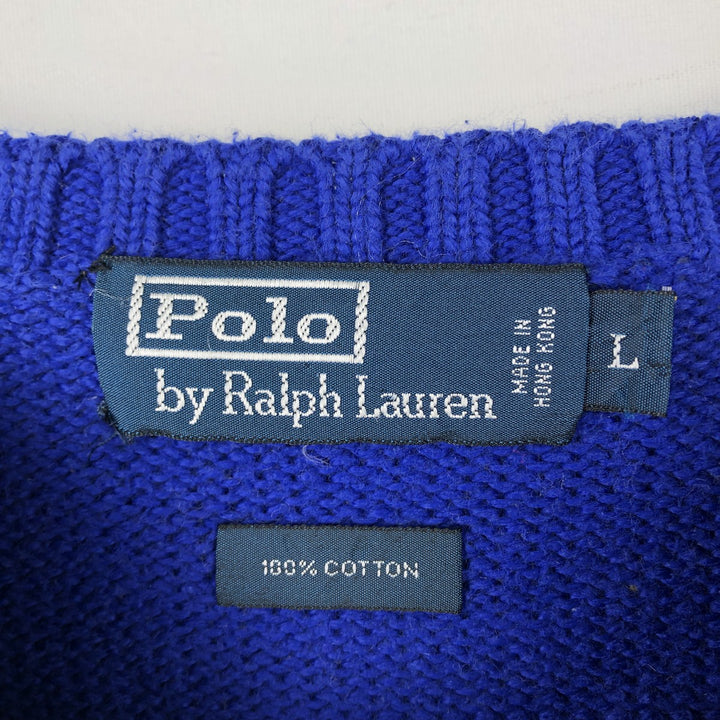 Polo
by Ralph Lauren
MADE IN
HONG KONG
L
100% COTTON